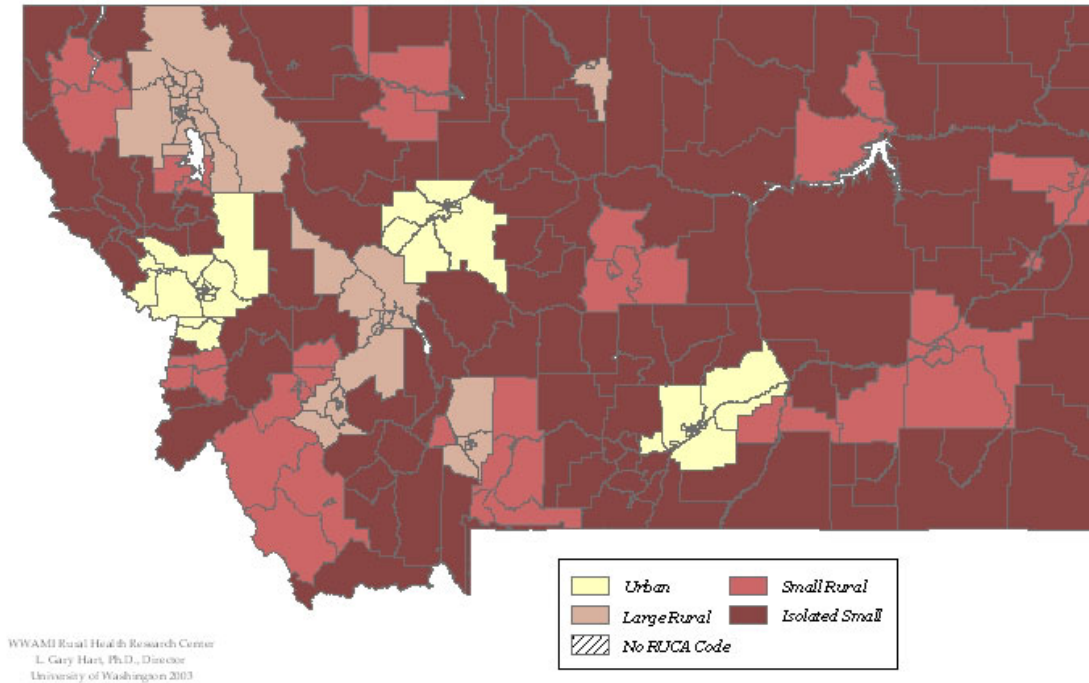 Urban
Small Rural
Large Rural
Isolated Small
No RUCA Code
WWAMI Rural Health Research Center
L. Gary Hart, Ph.D., Director
University of Washington 2003